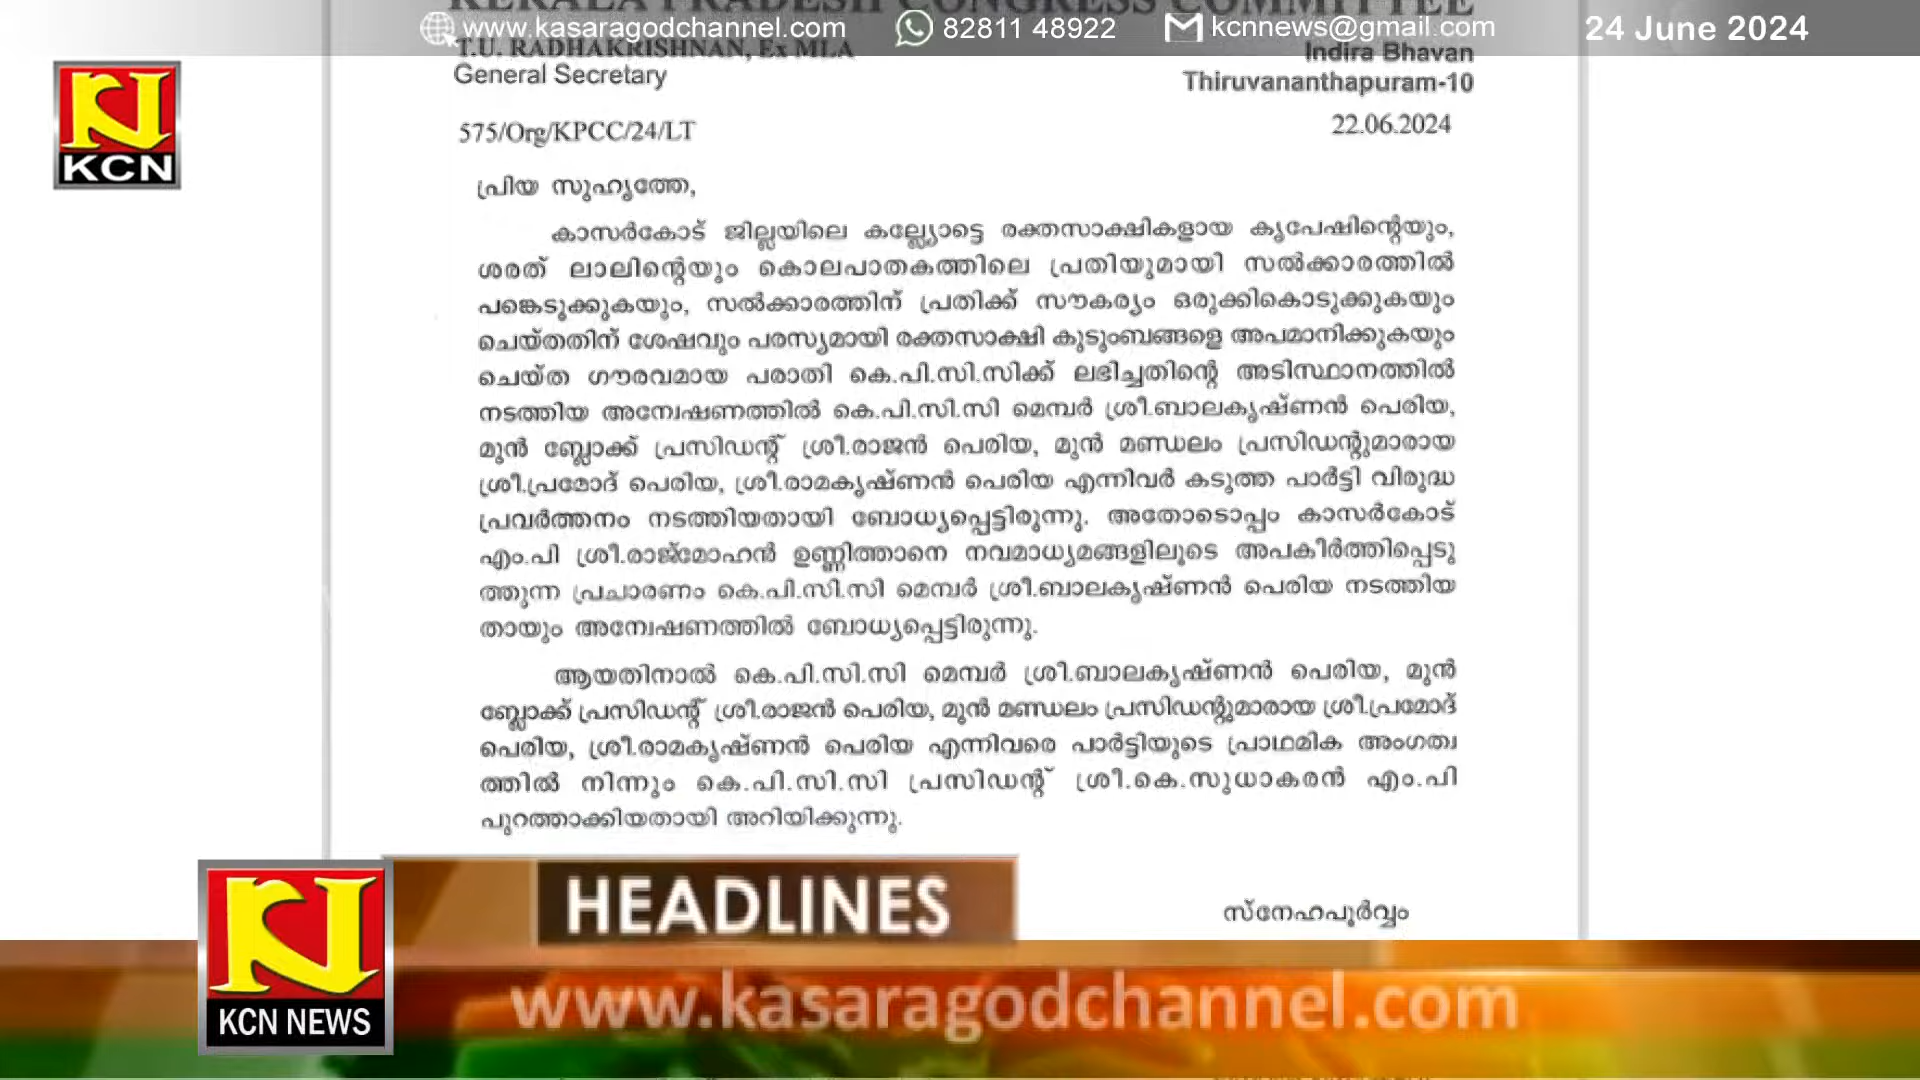 KERALA PRADESH CONGRESS COMMITTEE
www.kasaragodchannel.com 82811 48922 kcnnews@gmail.com 24 June 2024
T.U. RADHAKRISHNAN, Ex MLA Indira Bhavan
General Secretary Thiruvananthapuram-10
KCN
575/Org/KPCC/24/LT 22.06.2024
പ്രിയ സുഹൃത്തേ,
കാസർകോട് ജില്ലയിലെ കല്ല്യോട്ടെ രക്തസാക്ഷികളായ കൃപേഷിന്റെയും,
ശരത് ലാലിന്റെയും കൊലപാതകത്തിലെ പ്രതിയുമായി സൽക്കാരത്തിൽ
പങ്കെടുക്കുകയും, സൽക്കാരത്തിന് പ്രതിക്ക് സൗകര്യം ഒരുക്കികൊടുക്കുകയും
ചെയ്തതിന് ശേഷവും പരസ്യമായി രക്തസാക്ഷി കുടുംബങ്ങളെ അപമാനിക്കുകയും
ചെയ്ത ഗൗരവമായ പരാതി കെ.പി.സി.സിക്ക് ലഭിച്ചതിന്റെ അടിസ്ഥാനത്തിൽ
നടത്തിയ അന്വേഷണത്തിൽ കെ.പി.സി.സി മെമ്പർ ശ്രീ.ബാലകൃഷ്ണൻ പെരിയ,
മുൻ ബ്ലോക്ക് പ്രസിഡന്റ് ശ്രീ.രാജൻ പെരിയ, മുൻ മണ്ഡലം പ്രസിഡന്റുമാരായ
ശ്രീ.പ്രമോദ് പെരിയ, ശ്രീ.രാമകൃഷ്ണൻ പെരിയ എന്നിവർ കടുത്ത പാർട്ടി വിരുദ്ധ
പ്രവർത്തനം നടത്തിയതായി ബോധ്യപ്പെട്ടിരുന്നു. അതോടൊപ്പം കാസർകോട്
എം.പി ശ്രീ.രാജ്മോഹൻ ഉണ്ണിത്താനെ നവമാധ്യമങ്ങളിലൂടെ അപകീർത്തിപ്പെടു
ത്തുന്ന പ്രചാരണം കെ.പി.സി.സി മെമ്പർ ശ്രീ.ബാലകൃഷ്ണൻ പെരിയ നടത്തിയ
തായും അന്വേഷണത്തിൽ ബോധ്യപ്പെട്ടിരുന്നു.
ആയതിനാൽ കെ.പി.സി.സി മെമ്പർ ശ്രീ.ബാലകൃഷ്ണൻ പെരിയ, മുൻ
ബ്ലോക്ക് പ്രസിഡന്റ് ശ്രീ.രാജൻ പെരിയ, മുൻ മണ്ഡലം പ്രസിഡന്റുമാരായ ശ്രീ.പ്രമോദ്
പെരിയ, ശ്രീ.രാമകൃഷ്ണൻ പെരിയ എന്നിവരെ പാർട്ടിയുടെ പ്രാഥമിക അംഗത്വ
ത്തിൽ നിന്നും കെ.പി.സി.സി പ്രസിഡന്റ് ശ്രീ.കെ.സുധാകരൻ എം.പി
പുറത്താക്കിയതായി അറിയിക്കുന്നു.
HEADLINES
സ്നേഹപൂർവ്വം
www.kasaragodchannel.com
KCN NEWS